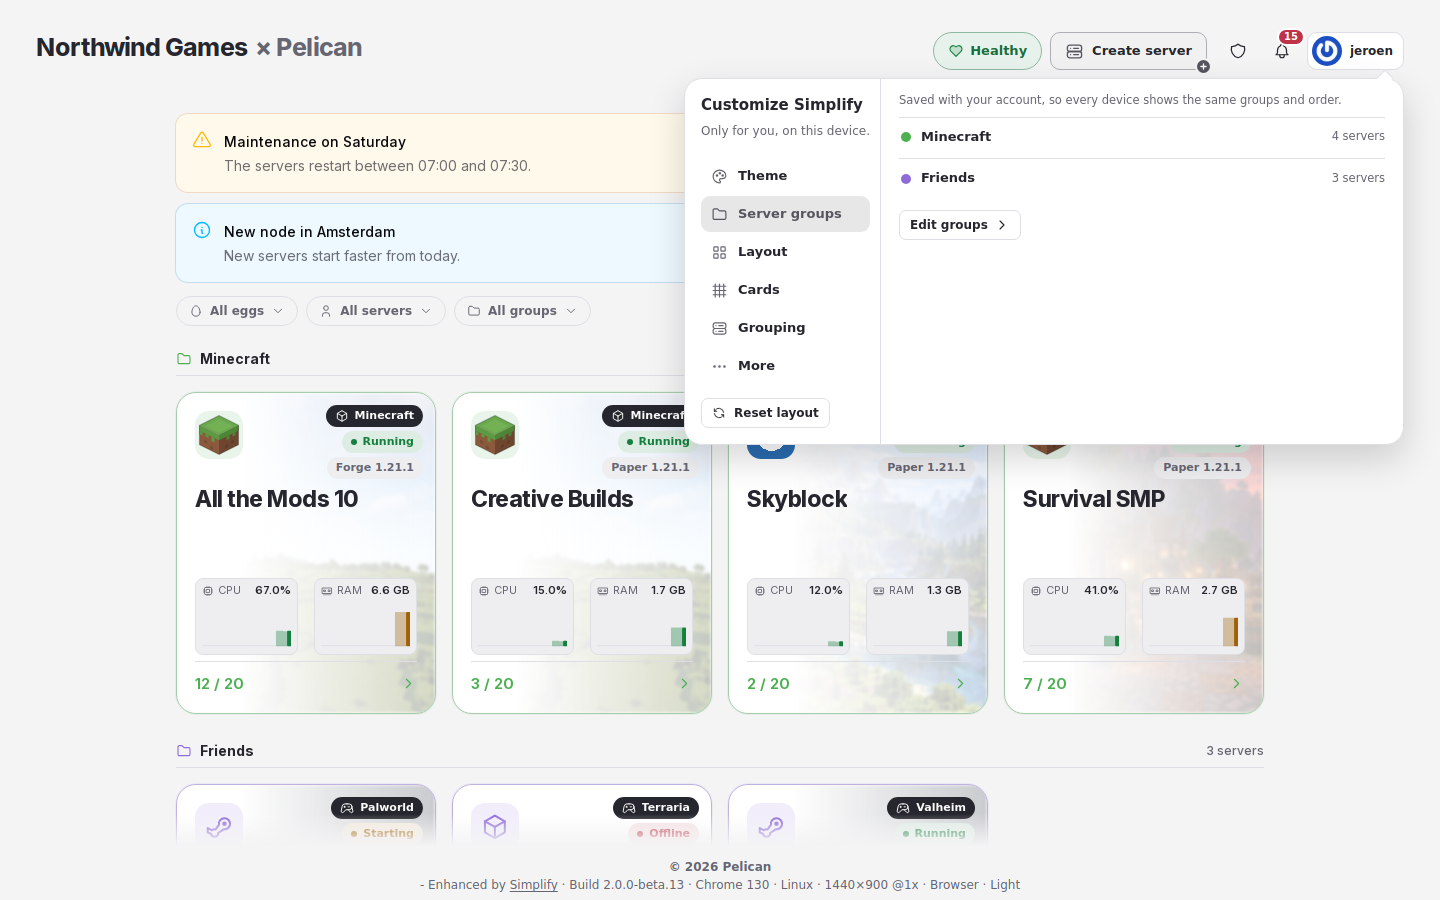 Northwind Games × Pelican
Healthy
Create server
15
jeroen
Customize Simplify
Only for you, on this device.
Theme
Server groups
Layout
Cards
Grouping
More
Reset layout
Saved with your account, so every device shows the same groups and order.
Minecraft
4 servers
Friends
3 servers
Edit groups
Maintenance on Saturday
The servers restart between 07:00 and 07:30.
New node in Amsterdam
New servers start faster from today.
All eggs
All servers
All groups
Minecraft
Minecraft
Running
Forge 1.21.1
All the Mods 10
CPU 67.0%
RAM 6.6 GB
12 / 20
Minecraft
Running
Paper 1.21.1
Creative Builds
CPU 15.0%
RAM 1.7 GB
3 / 20
Paper 1.21.1
Skyblock
CPU 12.0%
RAM 1.3 GB
2 / 20
Paper 1.21.1
Survival SMP
CPU 41.0%
RAM 2.7 GB
7 / 20
Friends
3 servers
Palworld
Starting
Terraria
Offline
Valheim
Running
© 2026 Pelican
- Enhanced by Simplify · Build 2.0.0-beta.13 · Chrome 130 · Linux · 1440×900 @1x · Browser · Light